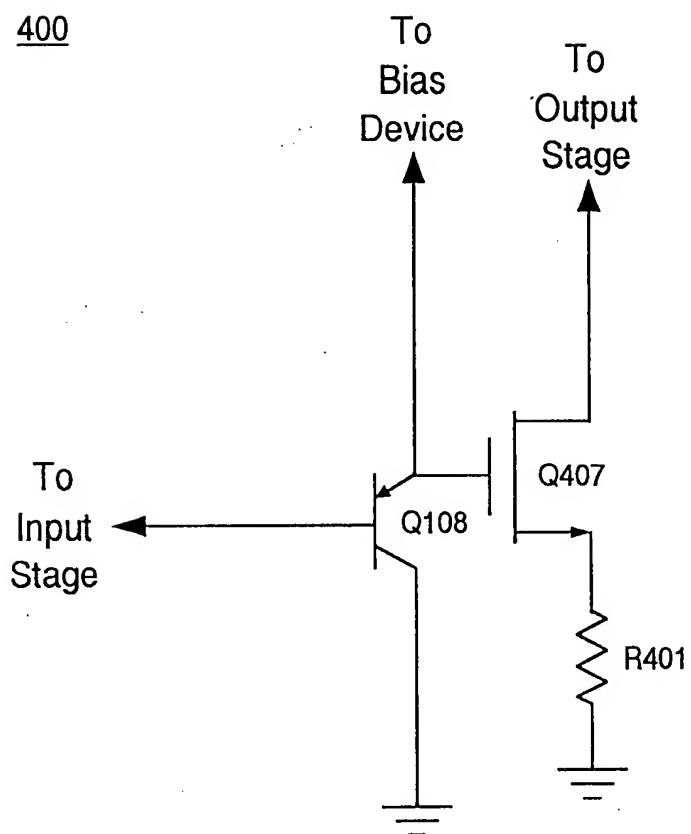 400
To
Bias
Device
To
Output
Stage
To
Input
Stage
Q108
Q407
R401